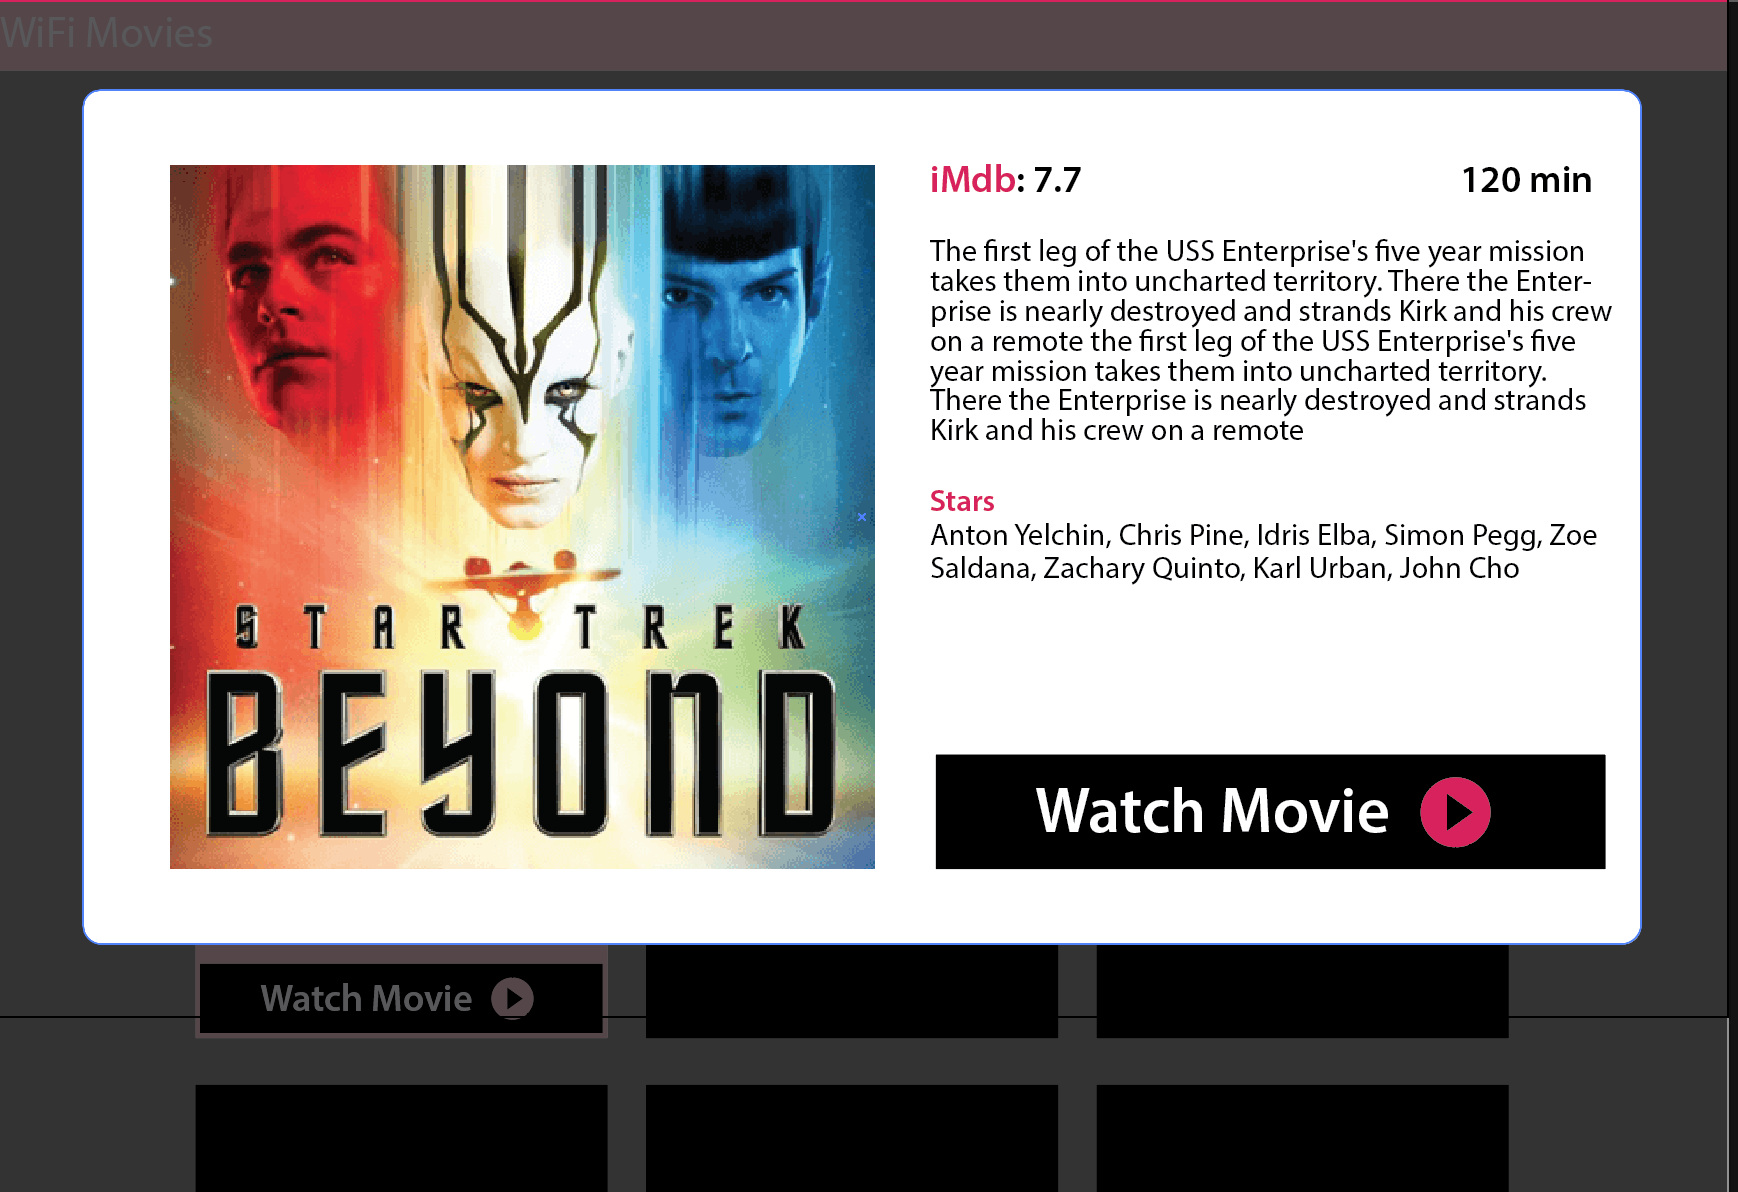 WiFi Movies
iMdb: 7.7
120 min
The first leg of the USS Enterprise's five year mission
takes them into uncharted territory. There the Enter-
prise is nearly destroyed and strands Kirk and his crew
on a remote the first leg of the USS Enterprise's five
year mission takes them into uncharted territory.
There the Enterprise is nearly destroyed and strands
Kirk and his crew on a remote
Stars
Anton Yelchin, Chris Pine, Idris Elba, Simon Pegg, Zoe
Saldana, Zachary Quinto, Karl Urban, John Cho
STAR TREK
BEYOND
Watch Movie
Watch Movie